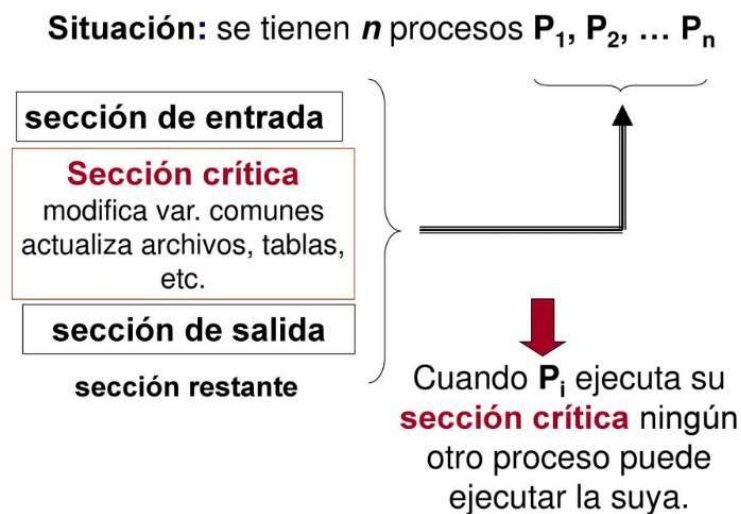 Situación: se tienen n procesos P1, P2, ... Pn
sección de entrada
Sección crítica
modifica var. comunes
actualiza archivos, tablas,
etc.
sección de salida
sección restante
Cuando Pi ejecuta su
sección crítica ningún
otro proceso puede
ejecutar la suya.